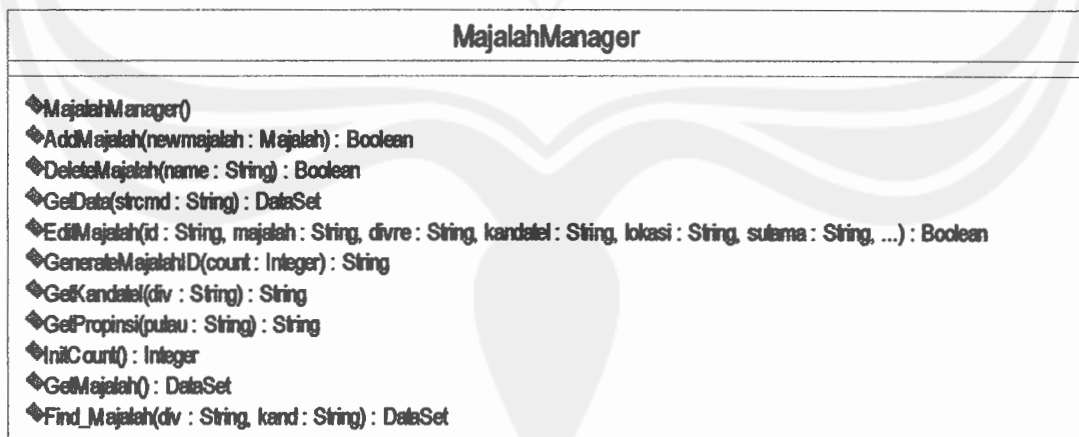 MajalahManager
MajalahManager()
AddMajalah(newmajalah : Majalah) : Boolean
DeleteMajalah(name : String) : Boolean
GetData(strcmd : String) : DataSet
EditMajalah(id : String, majalah : String, divre : String, kandatel : String, lokasi : String, sutama : String, ...) : Boolean
GenerateMajalahID(count : Integer) : String
GetKandatel(div : String) : String
GetPropinsi(pulau : String) : String
InitCount() : Integer
GetMajalah() : DataSet
Find_Majalah(div : String, kand : String) : DataSet